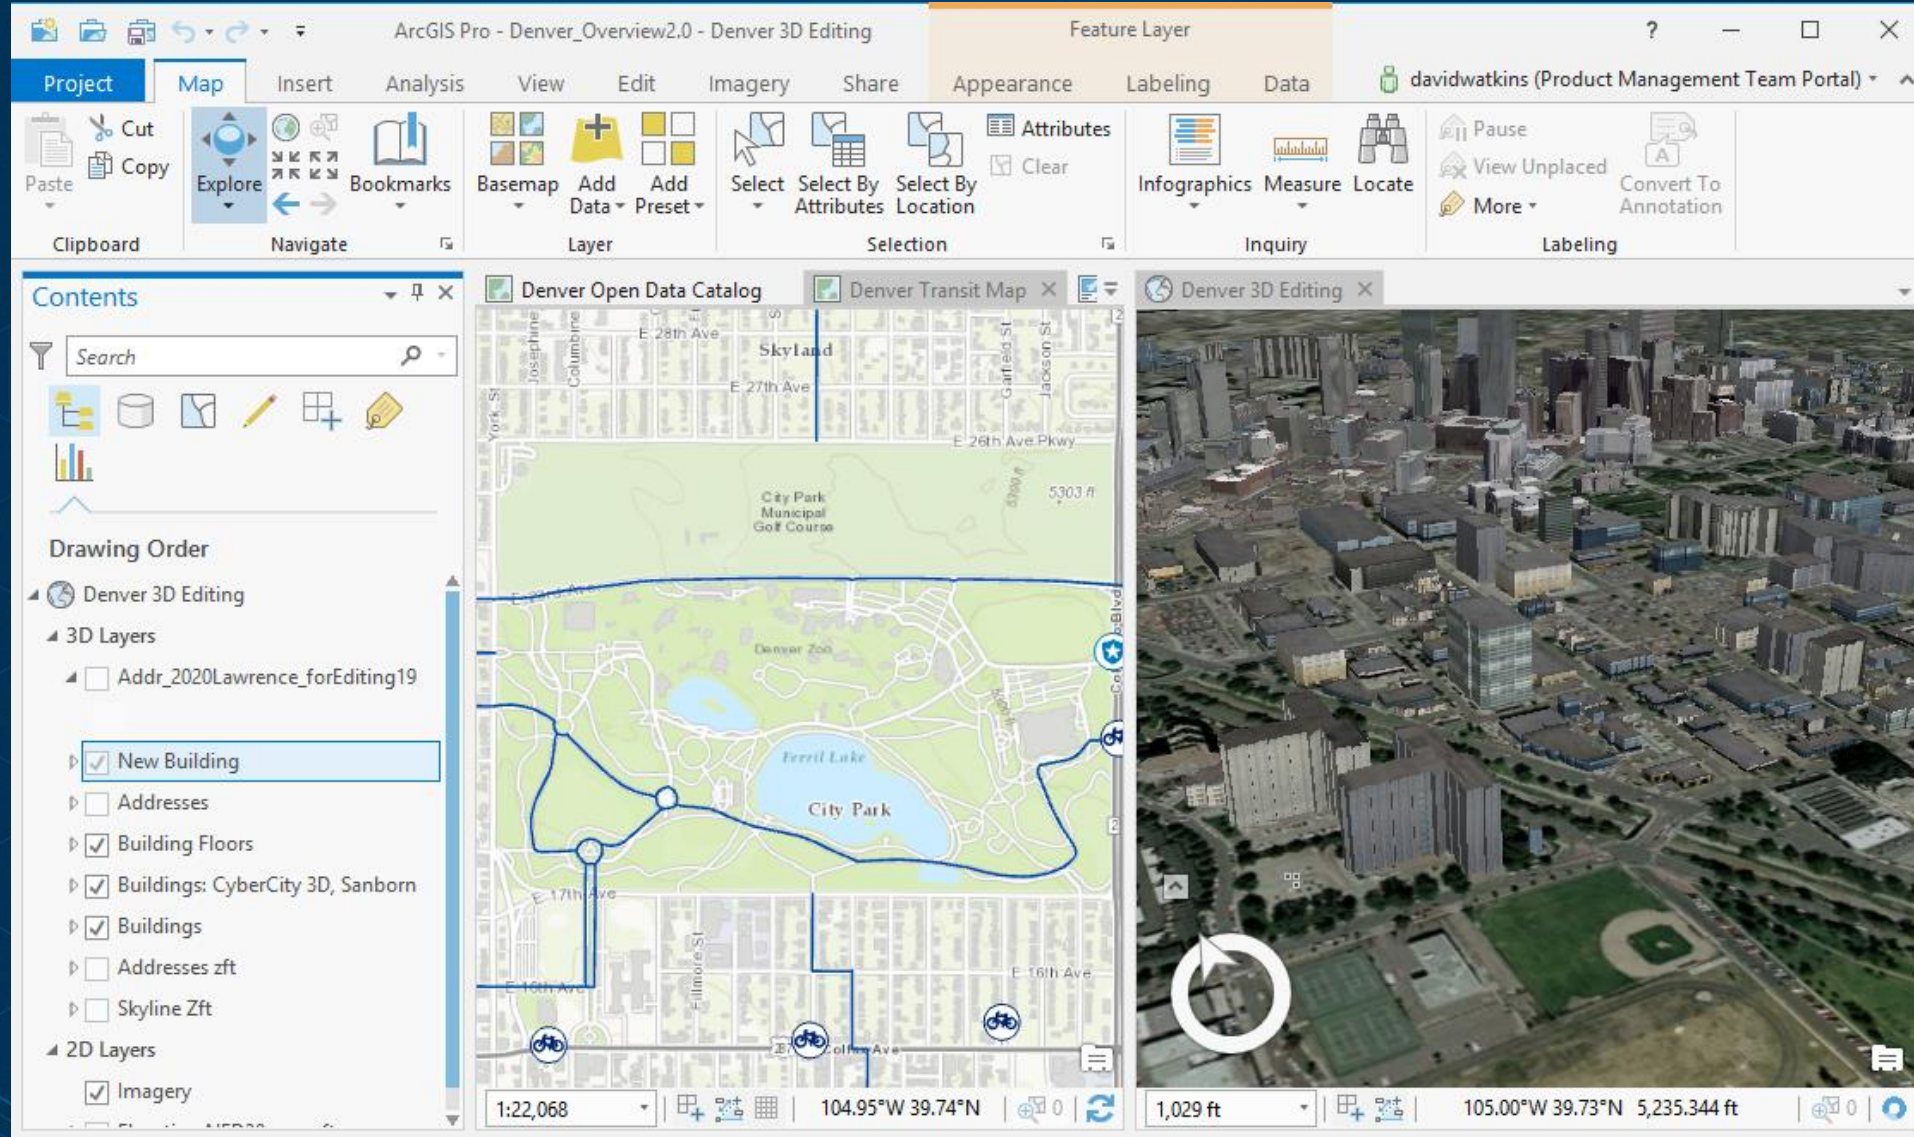 ArcGIS Pro - Denver_Overview2.0 - Denver 3D Editing
Feature Layer
?
Project Map Insert Analysis View Edit Imagery Share Appearance Labeling Data davidwatkins (Product Management Team Portal)
Paste
Cut
Copy
Clipboard
Explore
Bookmarks
Navigate
Basemap
Add
Data
Add
Preset
Layer
Select
Select By
Attributes
Select By
Location
Attributes
Clear
Selection
Infographics
Measure
Locate
Inquiry
Pause
View Unplaced
More
A
Convert To
Annotation
Labeling
Contents
Search
Drawing Order
Denver 3D Editing
3D Layers
Addr_2020Lawrence_forEditing19
New Building
Addresses
Building Floors
Buildings: CyberCity 3D, Sanborn
Buildings
Addresses zft
Skyline Zft
2D Layers
Imagery
Denver Open Data Catalog
Denver Transit Map
Josephine
Columbine
E 28th Ave
Skyland
Garfield St
Jackson St
E 27th Ave
York St
E 26th Ave Pkwy
City Park
Municipal
Golf Course
5300 ft
5303 ft
E 23rd Ave
Denver Zoo
Blvd
Ferril Lake
City Park
E 17th Ave
Fillmore St
E 16th Ave
E 16th Ave
Colfax Ave
1:22,068
104.95°W 39.74°N
0
Denver 3D Editing
1,029 ft
105.00°W 39.73°N 5,235.344 ft
0